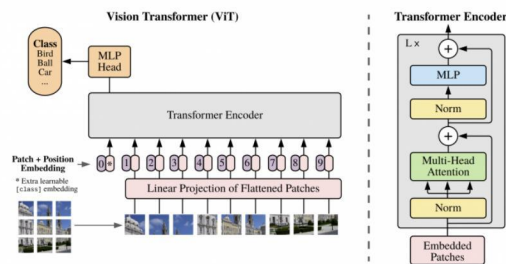 Vision Transformer (ViT)
Class
Bird
Ball
Car
...
MLP
Head
Transformer Encoder
Patch + Position
Embedding
0 * 1 2 3 4 5 6 7 8 9
* Extra learnable
[class] embedding
Linear Projection of Flattened Patches
Transformer Encoder
L ×
+
MLP
Norm
+
Multi-Head
Attention
Norm
Embedded
Patches